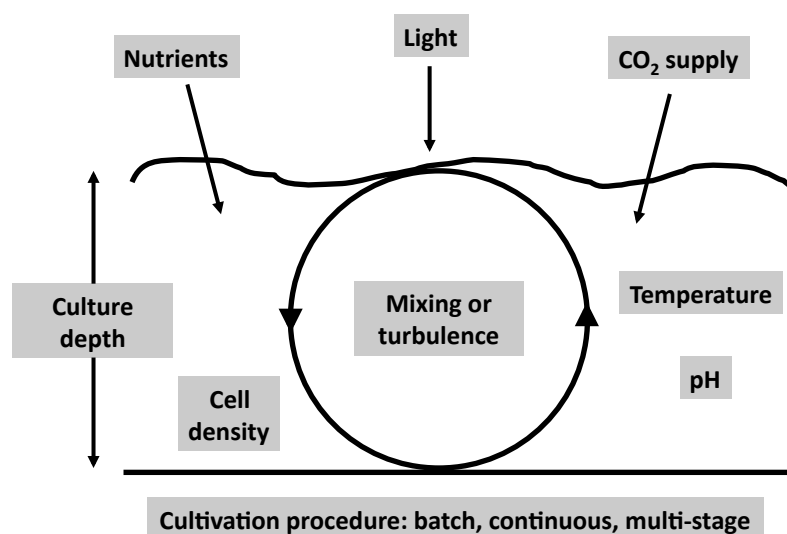 Light
Nutrients
CO₂ supply
Culture
depth
Mixing or
turbulence
Temperature
pH
Cell
density
Cultivation procedure: batch, continuous, multi-stage